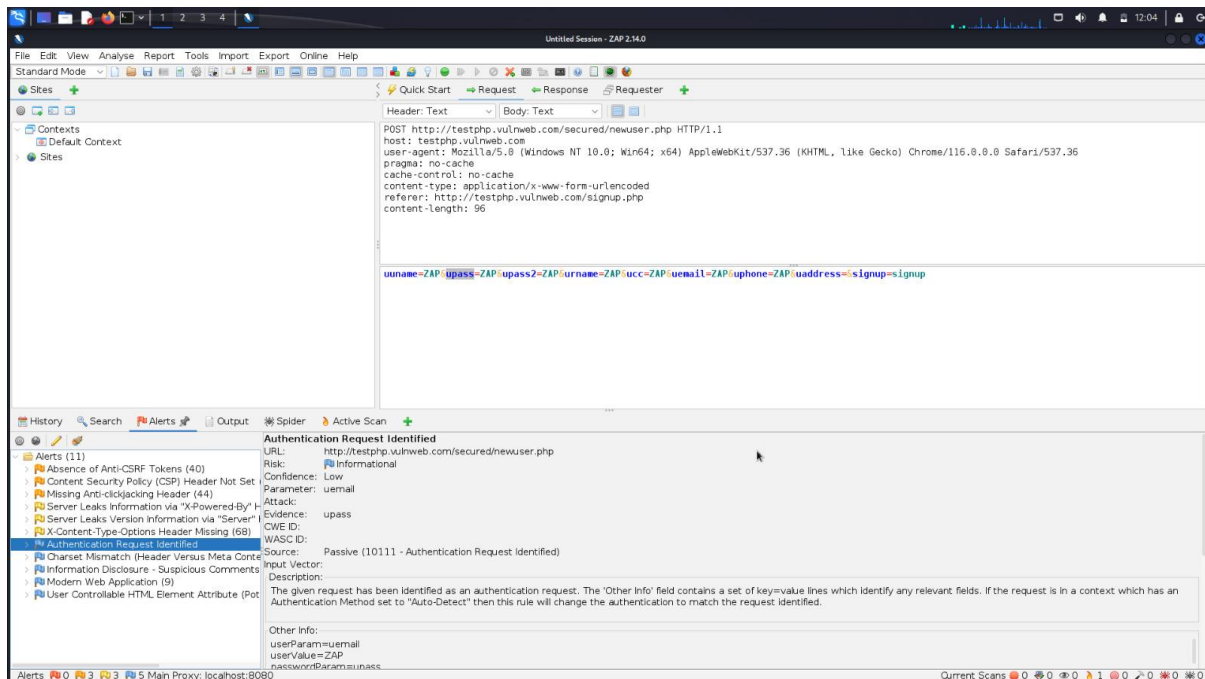 1 2 3 4
12:04
Untitled Session - ZAP 2.14.0
File Edit View Analyse Report Tools Import Export Online Help
Standard Mode
Sites
Quick Start Request Response Requester
Header: Text Body: Text
Contexts
Default Context
Sites
POST http://testphp.vulnweb.com/secured/newuser.php HTTP/1.1
host: testphp.vulnweb.com
user-agent: Mozilla/5.0 (Windows NT 10.0; Win64; x64) AppleWebKit/537.36 (KHTML, like Gecko) Chrome/116.0.0.0 Safari/537.36
pragma: no-cache
cache-control: no-cache
content-type: application/x-www-form-urlencoded
referer: http://testphp.vulnweb.com/signup.php
content-length: 96
uuname=ZAP&upass=ZAP&upass2=ZAP&urname=ZAP&ucc=ZAP&uemail=ZAP&uphone=ZAP&uaddress=&signup=signup
History Search Alerts Output Spider Active Scan
Alerts (11)
Absence of Anti-CSRF Tokens (40)
Content Security Policy (CSP) Header Not Set (
Missing Anti-clickjacking Header (44)
Server Leaks Information via "X-Powered-By" H
Server Leaks Version Information via "Server"
X-Content-Type-Options Header Missing (68)
Authentication Request Identified
Charset Mismatch (Header Versus Meta Conte
Information Disclosure - Suspicious Comments
Modern Web Application (9)
User Controllable HTML Element Attribute (Pot
Authentication Request Identified
URL: http://testphp.vulnweb.com/secured/newuser.php
Risk: Informational
Confidence: Low
Parameter: uemail
Attack:
Evidence: upass
CWE ID:
WASC ID:
Source: Passive (10111 - Authentication Request Identified)
Input Vector:
Description:
The given request has been identified as an authentication request. The 'Other Info' field contains a set of key=value lines which identify any relevant fields. If the request is in a context which has an
Authentication Method set to "Auto-Detect" then this rule will change the authentication to match the request identified.
Other Info:
userParam=uemail
userValue=ZAP
passwordParam=upass
Alerts 0 3 3 5 Main Proxy: localhost:8080
Current Scans 0 0 0 1 0 0 0 0